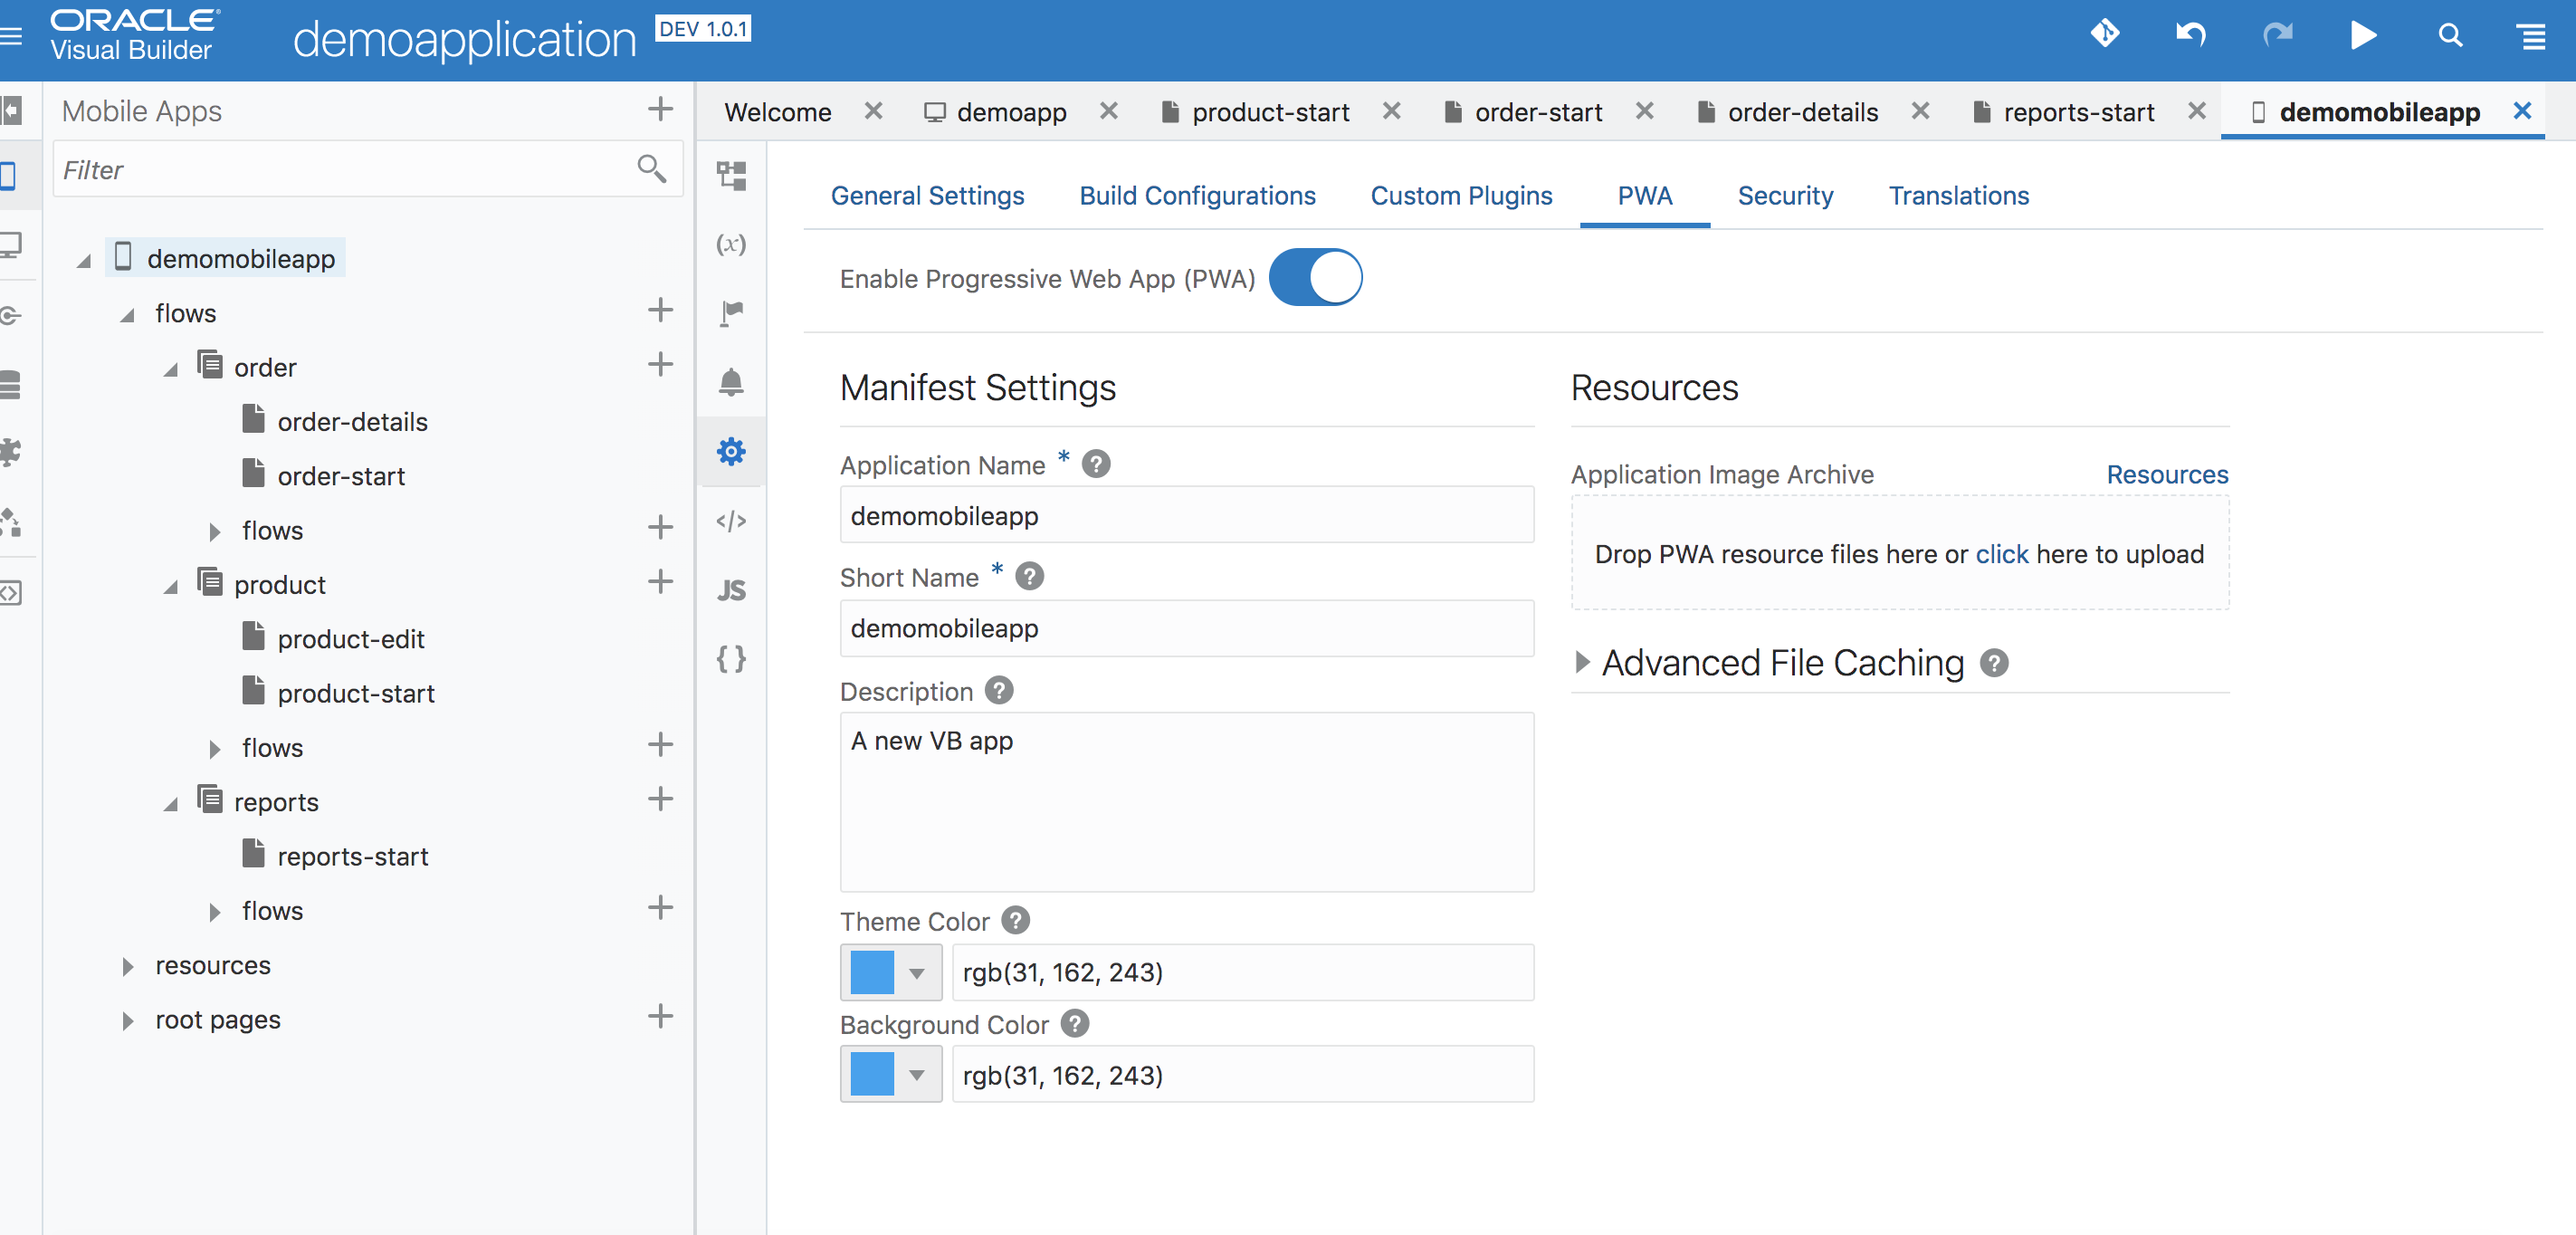 ORACLE
Visual Builder
demoapplication
DEV 1.0.1
Mobile Apps
Filter
demomobileapp
flows
order
order-details
order-start
flows
product
product-edit
product-start
flows
reports
reports-start
flows
resources
root pages
Welcome
demoapp
product-start
order-start
order-details
reports-start
demomobileapp
(x)
</>
JS
{ }
General Settings
Build Configurations
Custom Plugins
PWA
Security
Translations
Enable Progressive Web App (PWA)
Manifest Settings
Application Name * ?
demomobileapp
Short Name * ?
demomobileapp
Description ?
A new VB app
Theme Color ?
rgb(31, 162, 243)
Background Color ?
rgb(31, 162, 243)
Resources
Application Image Archive
Resources
Drop PWA resource files here or click here to upload
Advanced File Caching ?